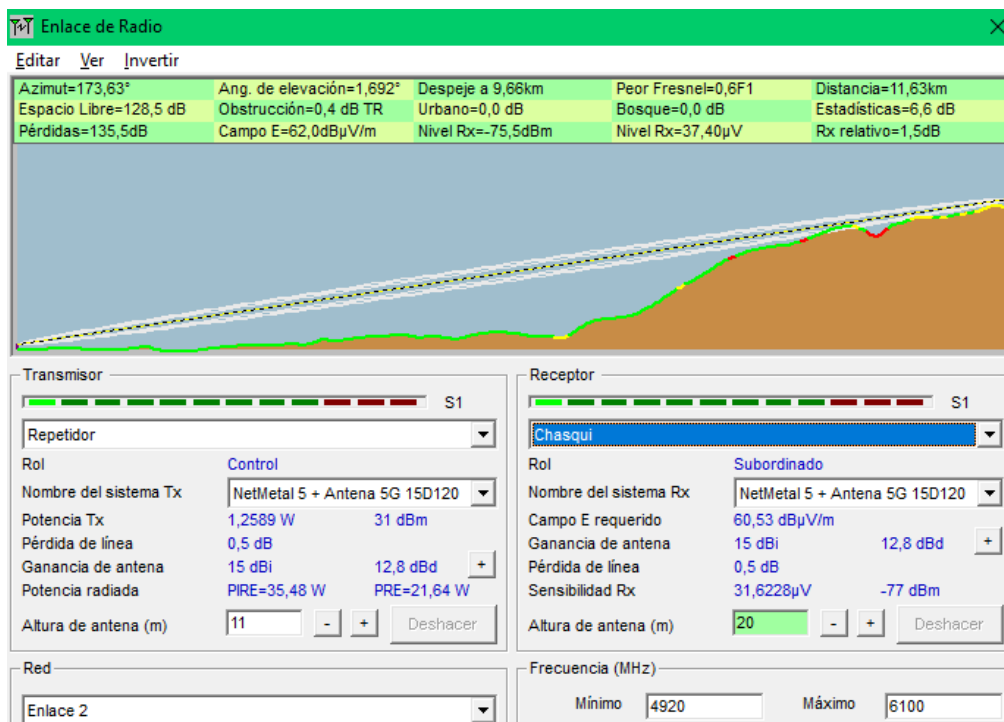 Enlace de Radio
Editar Ver Invertir
Azimut=173,63° Ang. de elevación=1,692° Despeje a 9,66km Peor Fresnel=0,6F1 Distancia=11,63km
Espacio Libre=128,5 dB Obstrucción=0,4 dB TR Urbano=0,0 dB Bosque=0,0 dB Estadísticas=6,6 dB
Pérdidas=135,5dB Campo E=62,0dBµV/m Nivel Rx=-75,5dBm Nivel Rx=37,40µV Rx relativo=1,5dB
Transmisor
S1
Repetidor
Rol Control
Nombre del sistema Tx NetMetal 5 + Antena 5G 15D120
Potencia Tx 1,2589 W 31 dBm
Pérdida de línea 0,5 dB
Ganancia de antena 15 dBi 12,8 dBd +
Potencia radiada PIRE=35,48 W PRE=21,64 W
Altura de antena (m) 11 - + Deshacer
Receptor
S1
Chasqui
Rol Subordinado
Nombre del sistema Rx NetMetal 5 + Antena 5G 15D120
Campo E requerido 60,53 dBµV/m
Ganancia de antena 15 dBi 12,8 dBd +
Pérdida de línea 0,5 dB
Sensibilidad Rx 31,6228µV -77 dBm
Altura de antena (m) 20 - + Deshacer
Red
Enlace 2
Frecuencia (MHz)
Mínimo 4920 Máximo 6100